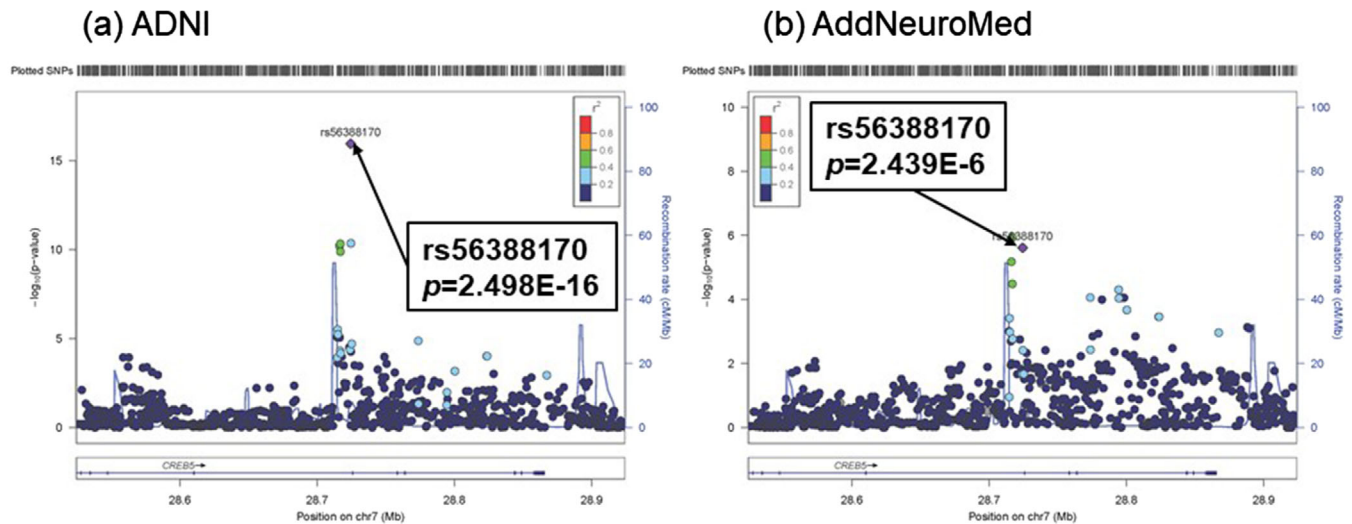 (a) ADNI
Plotted SNPs
15
10
5
0
− log10(p−value)
100
80
60
40
20
0
Recombination rate (cM/Mb)
r2
0.8
0.6
0.4
0.2
rs56388170
rs56388170
p=2.498E-16
CREB5→
28.6
28.7
28.8
28.9
Position on chr7 (Mb)
(b) AddNeuroMed
Plotted SNPs
10
8
6
4
2
0
− log10(p−value)
100
80
60
40
20
0
Recombination rate (cM/Mb)
r2
0.8
0.6
0.4
0.2
rs56388170
p=2.439E-6
rs56388170
CREB5→
28.6
28.7
28.8
28.9
Position on chr7 (Mb)